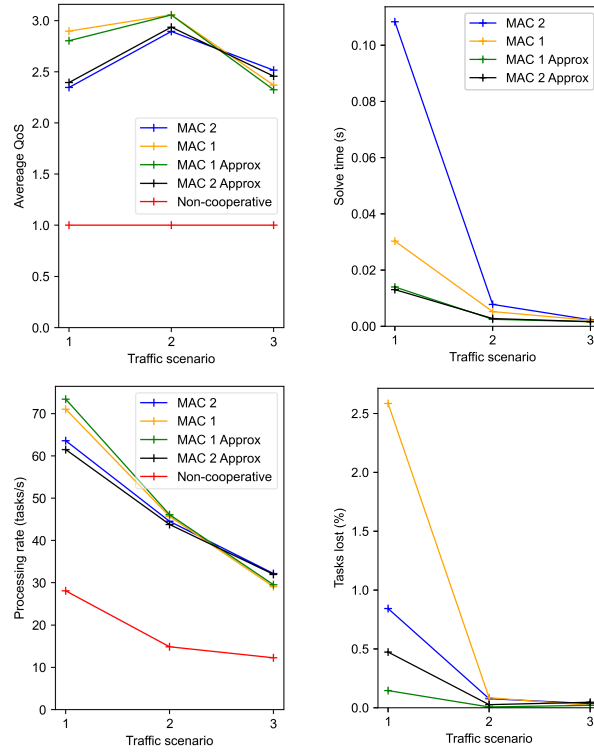 3.0
2.5
2.0
1.5
1.0
0.5
0.0
Avereage QoS
MAC 2
MAC 1
MAC 1 Approx
MAC 2 Approx
Non-cooperative
1
2
3
Traffic scenario
0.10
0.08
0.06
0.04
0.02
0.00
Solve time (s)
MAC 2
MAC 1
MAC 1 Approx
MAC 2 Approx
1
2
3
Traffic scenario
70
60
50
40
30
20
10
0
Processing rate (tasks/s)
MAC 2
MAC 1
MAC 1 Approx
MAC 2 Approx
Non-cooperative
1
2
3
Traffic scenario
2.5
2.0
1.5
1.0
0.5
0.0
Tasks lost (%)
1
2
3
Traffic scenario